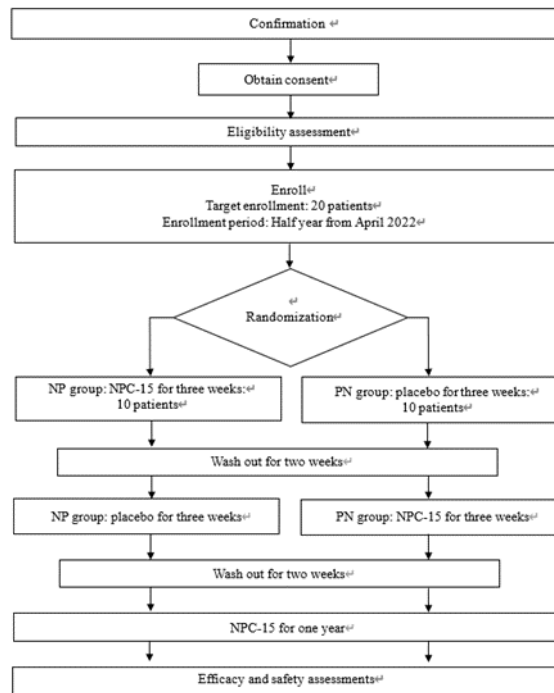 Confirmation ↵
Obtain consent↵
Eligibility assessment↵
Enroll↵
Target enrollment: 20 patients
Enrollment period: Half year from April 2022↵
↵
Randomization↵
NP group: NPC-15 for three weeks:↵
10 patients↵
PN group: placebo for three weeks:
10 patients↵
Wash out for two weeks↵
NP group: placebo for three weeks↵
PN group: NPC-15 for three weeks↵
Wash out for two weeks↵
NPC-15 for one year↵
Efficacy and safety assessments↵